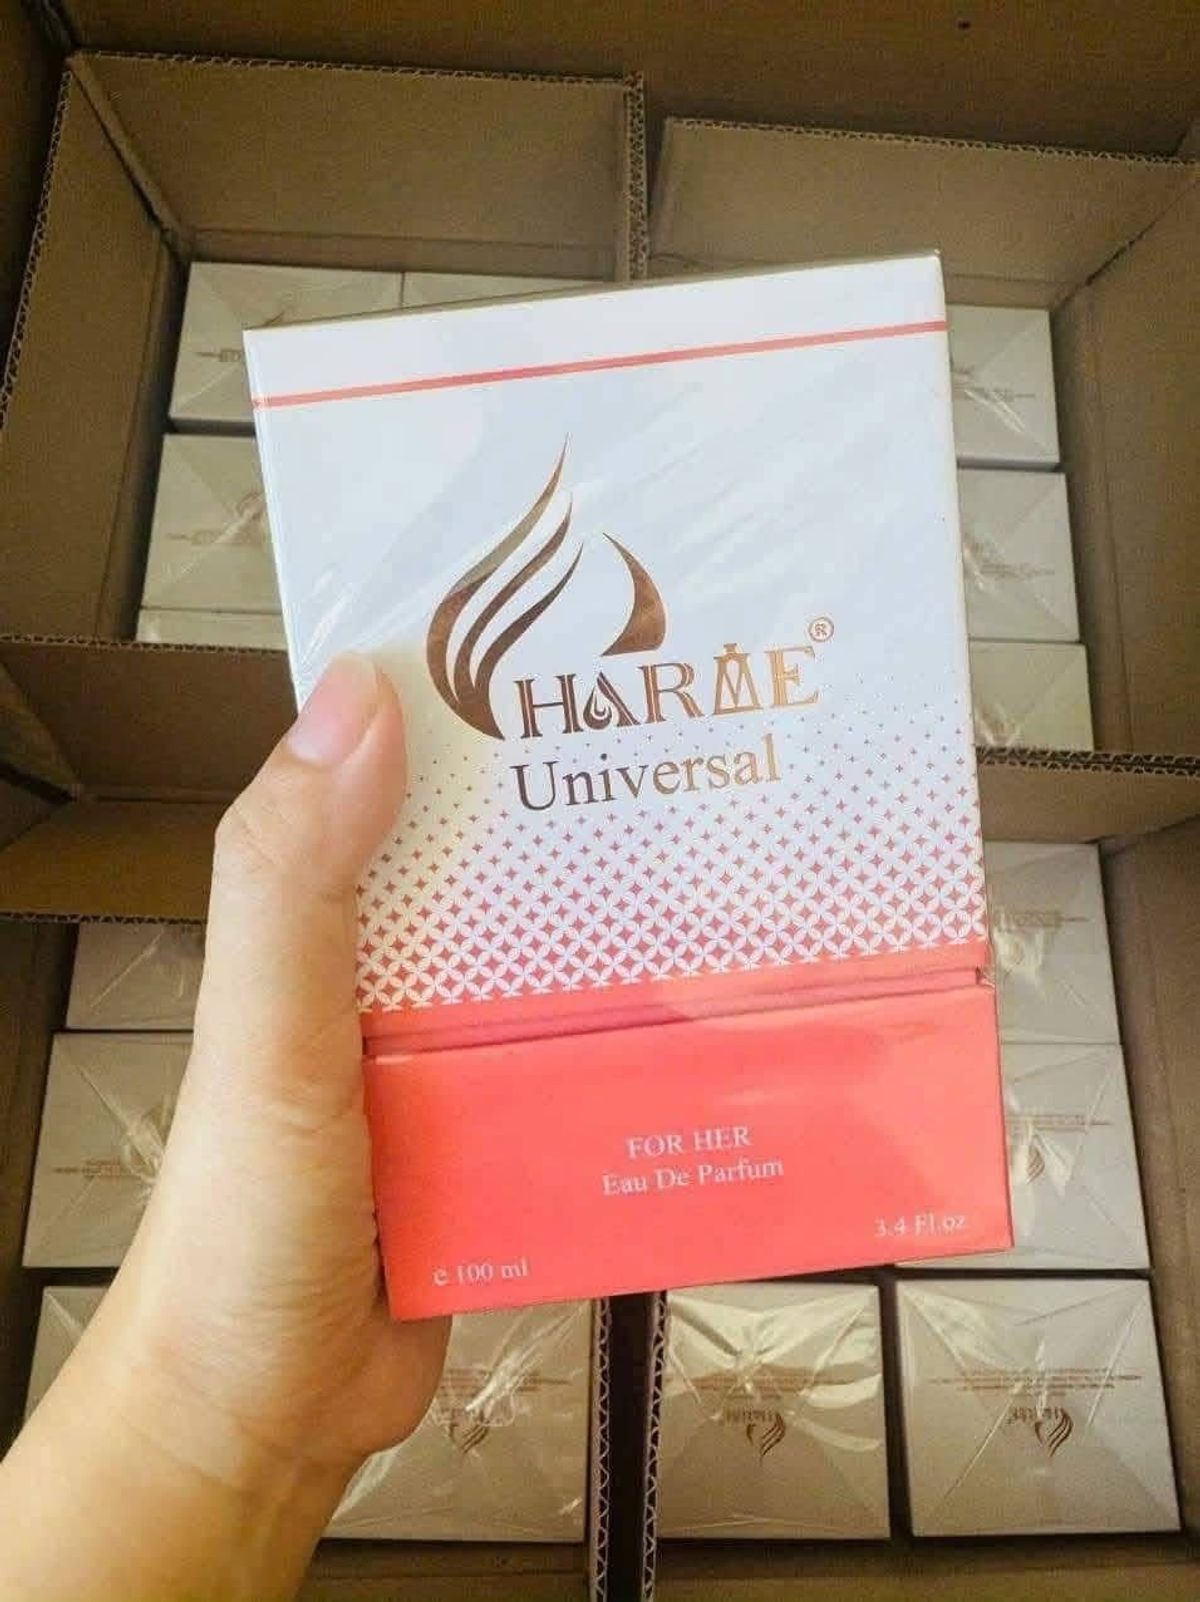 CHARME®
Universal
FOR HER
Eau De Parfum
3.4 Fl.oz
e 100 ml